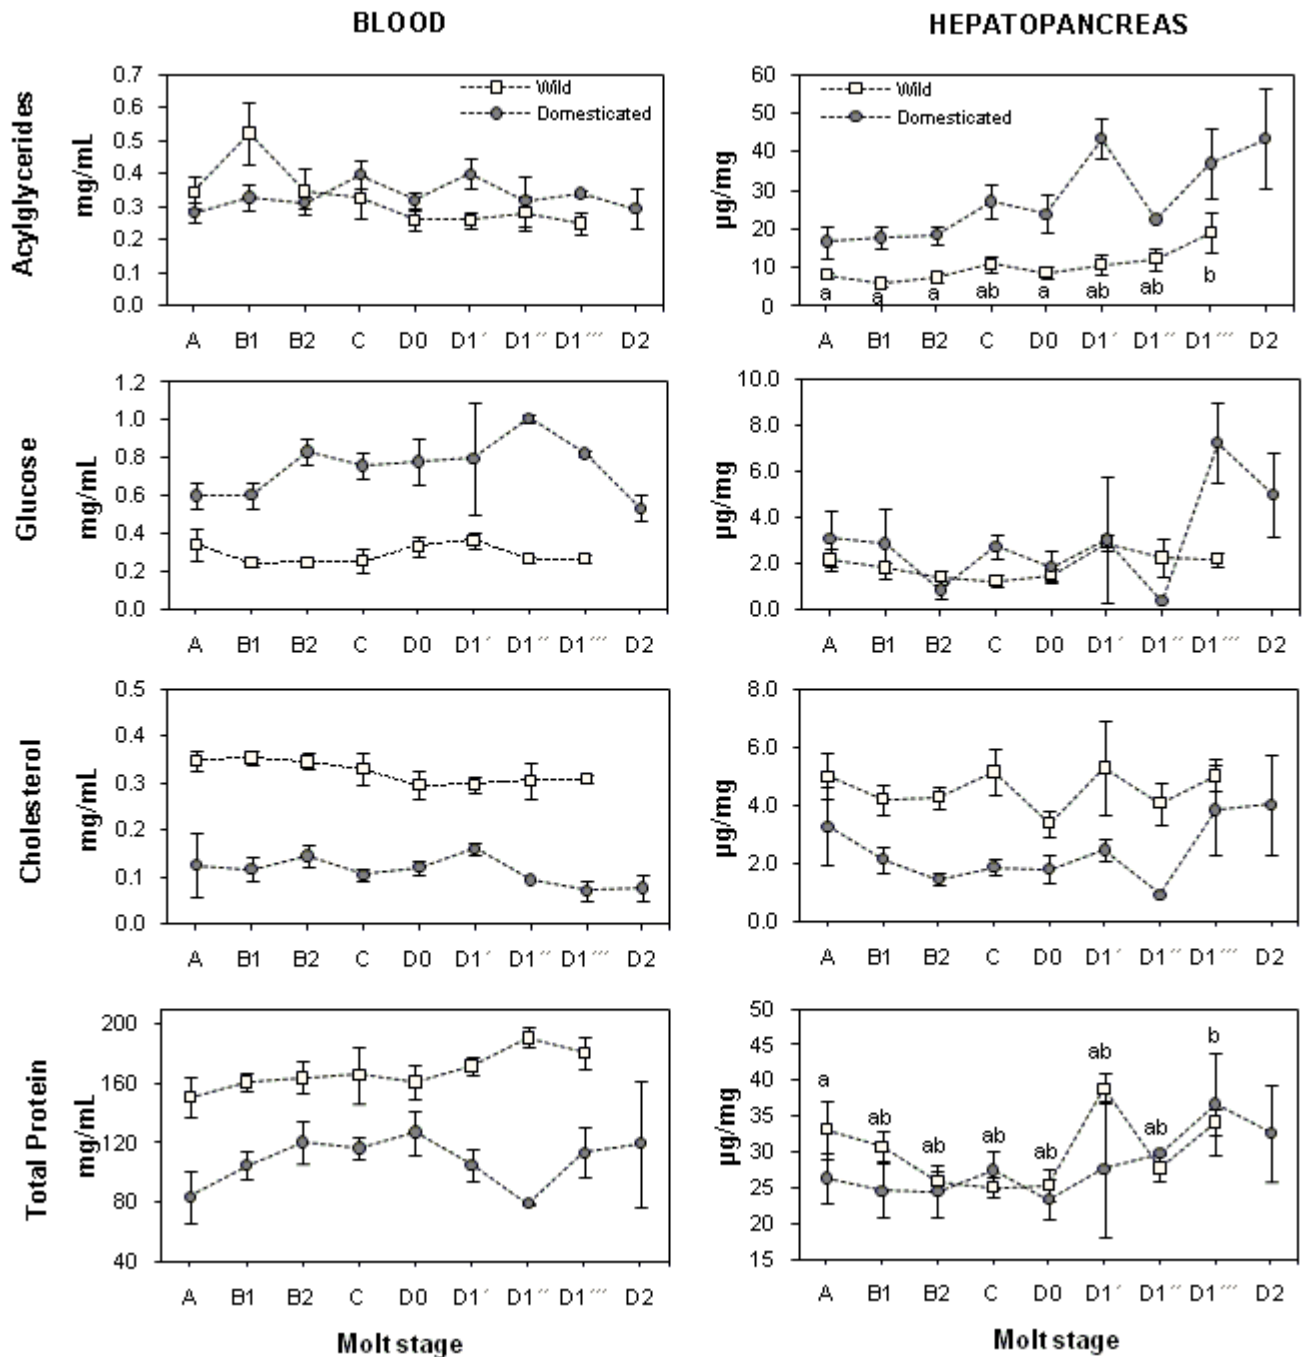 BLOOD
HEPATOPANCREAS
Acylglycerides
mg/mL
0.7
0.6
0.5
0.4
0.3
0.2
0.1
0.0
Wild
Domesticated
A B1 B2 C D0 D1´ D1´´ D1´´´ D2
µg/mg
60
50
40
30
20
10
0
Wild
Domesticated
a a a ab a ab ab b
A B1 B2 C D0 D1´ D1´´ D1´´´ D2
Glucose
mg/mL
1.2
1.0
0.8
0.6
0.4
0.2
0.0
A B1 B2 C D0 D1´ D1´´ D1´´´ D2
µg/mg
10.0
8.0
6.0
4.0
2.0
0.0
A B1 B2 C D0 D1´ D1´´ D1´´´ D2
Cholesterol
mg/mL
0.5
0.4
0.3
0.2
0.1
0.0
A B1 B2 C D0 D1´ D1´´ D1´´´ D2
µg/mg
8.0
6.0
4.0
2.0
0.0
A B1 B2 C D0 D1´ D1´´ D1´´´ D2
Total Protein
mg/mL
200
160
120
80
40
A B1 B2 C D0 D1´ D1´´ D1´´´ D2
Molt stage
µg/mg
50
45
40
35
30
25
20
15
a ab ab ab ab ab ab b
A B1 B2 C D0 D1´ D1´´ D1´´´ D2
Molt stage